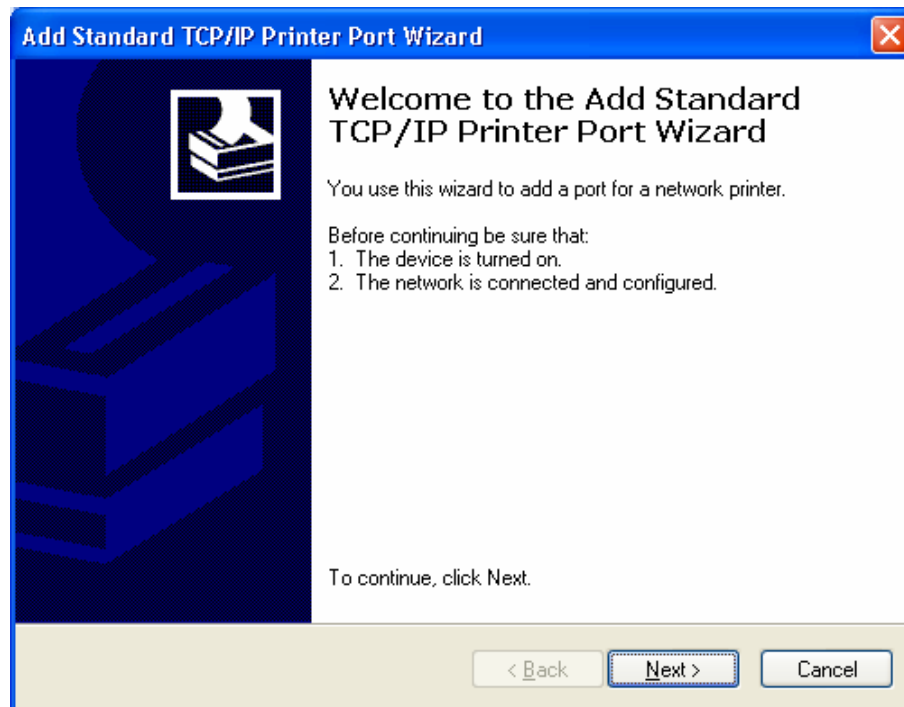 Add Standard TCP/IP Printer Port Wizard
Welcome to the Add Standard
TCP/IP Printer Port Wizard
You use this wizard to add a port for a network printer.
Before continuing be sure that:
1. The device is turned on.
2. The network is connected and configured.
To continue, click Next.
< Back Next > Cancel